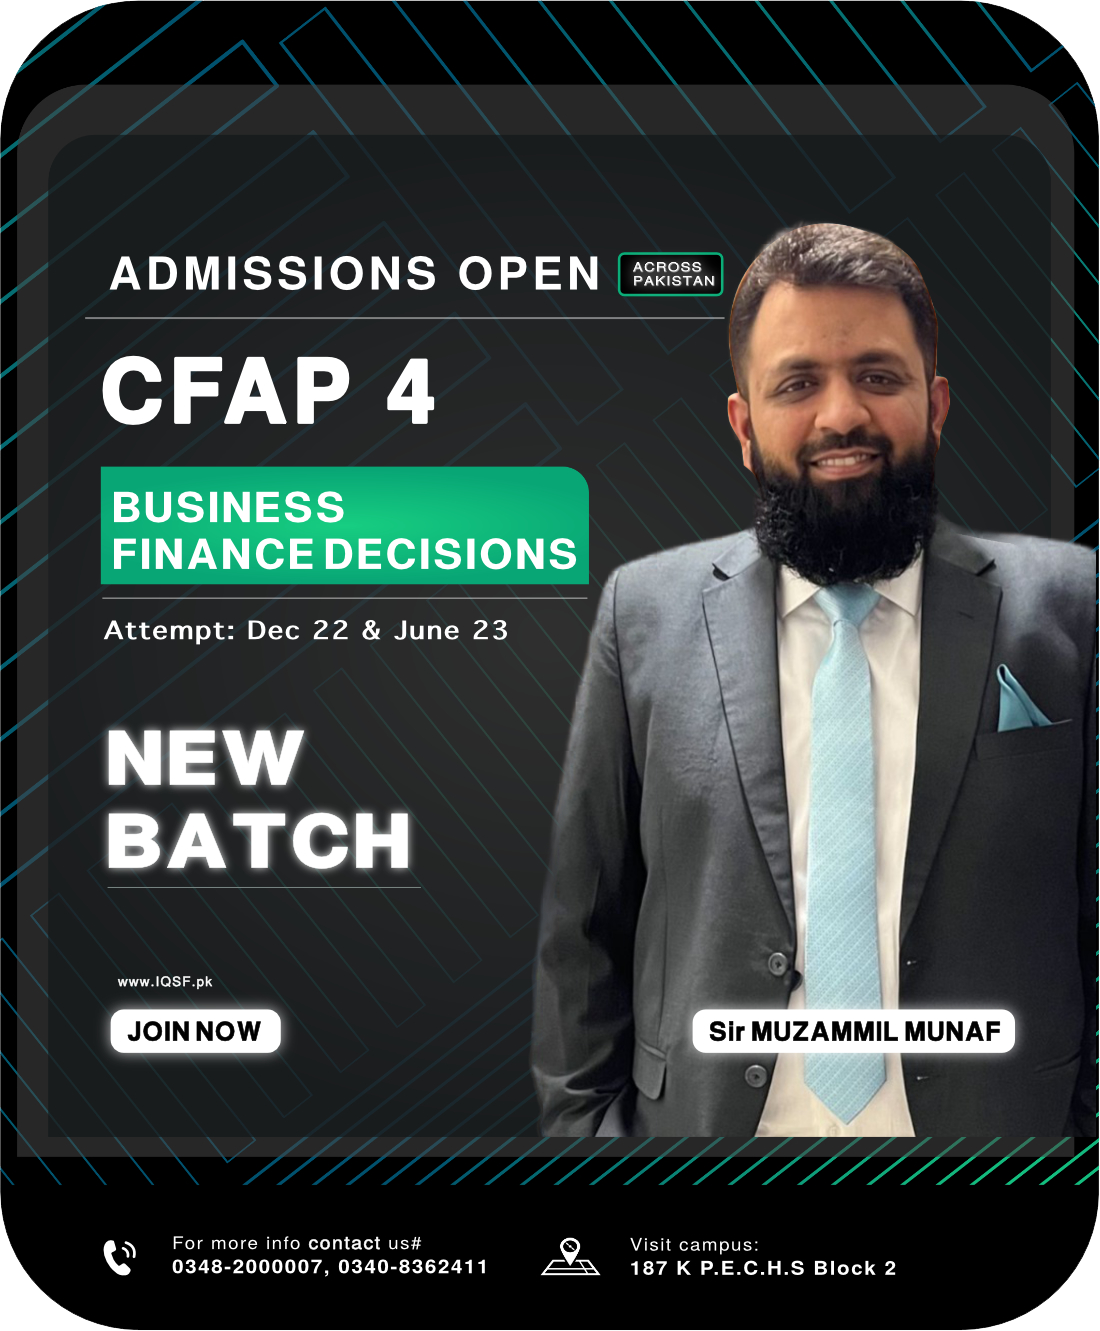 ADMISSIONS OPEN
ACROSS
PAKISTAN
CFAP 4
BUSINESS
FINANCE DECISIONS
Attempt: Dec 22 & June 23
NEW
BATCH
www.IQSF.pk
JOIN NOW
Sir MUZAMMIL MUNAF
For more info contact us#
0348-2000007, 0340-8362411
Visit campus:
187 K P.E.C.H.S Block 2